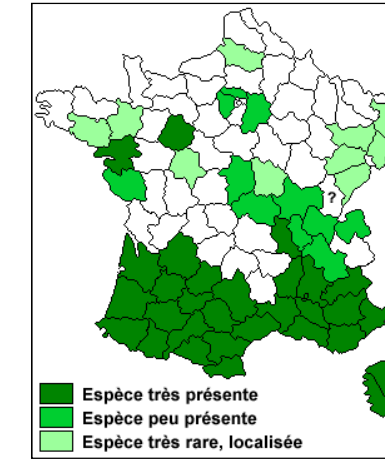 ?
Espèce très présente
Espèce peu présente
Espèce très rare, localisée